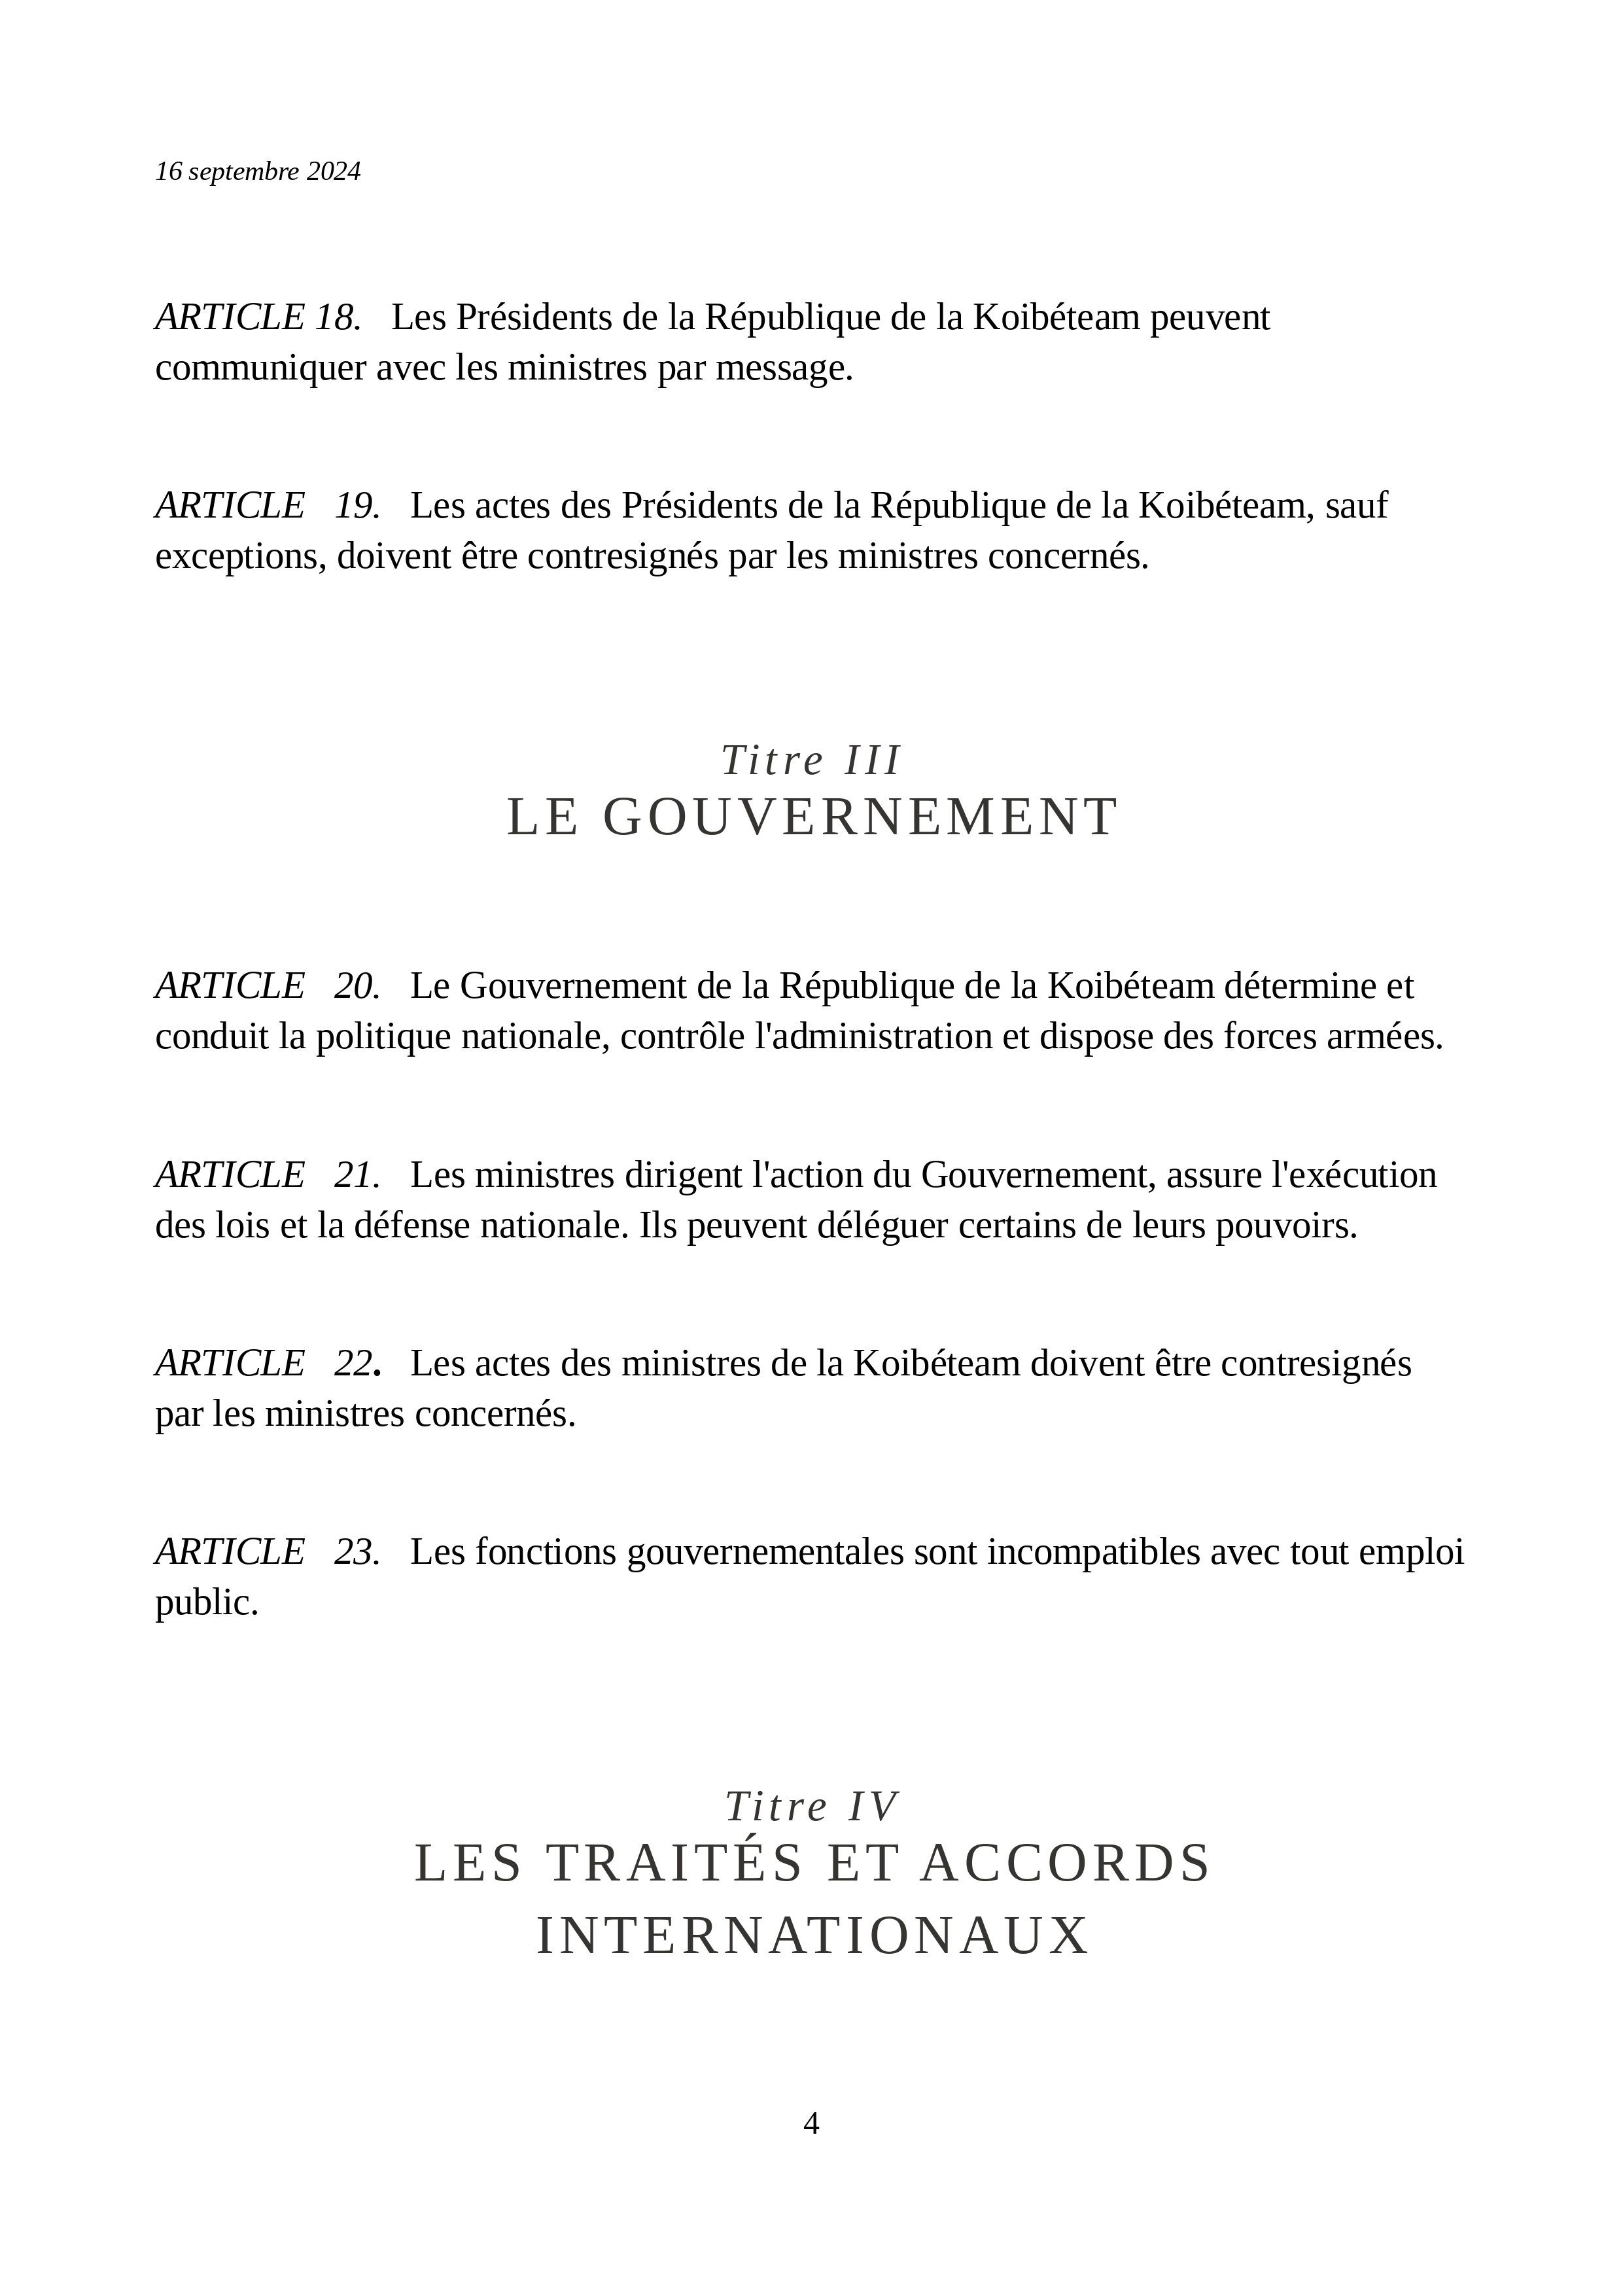 16 septembre 2024
ARTICLE 18. Les Présidents de la République de la Koibéteam peuvent
communiquer avec les ministres par message.
ARTICLE 19. Les actes des Présidents de la République de la Koibéteam, sauf
exceptions, doivent être contresignés par les ministres concernés.
Titre III
LE GOUVERNEMENT
ARTICLE 20. Le Gouvernement de la République de la Koibéteam détermine et
conduit la politique nationale, contrôle l'administration et dispose des forces armées.
ARTICLE 21. Les ministres dirigent l'action du Gouvernement, assure l'exécution
des lois et la défense nationale. Ils peuvent déléguer certains de leurs pouvoirs.
ARTICLE 22. Les actes des ministres de la Koibéteam doivent être contresignés
par les ministres concernés.
ARTICLE 23. Les fonctions gouvernementales sont incompatibles avec tout emploi
public.
Titre IV
LES TRAITÉS ET ACCORDS
INTERNATIONAUX
4